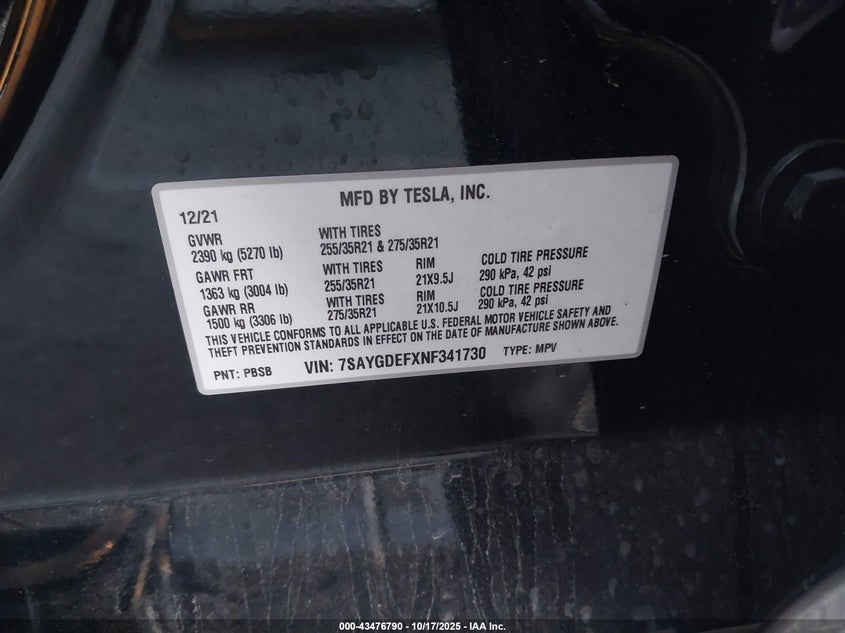 MFD BY TESLA, INC.
12/21
GVWR
2390 kg (5270 lb)
WITH TIRES
255/35R21 & 275/35R21
GAWR FRT
1363 kg (3004 lb)
WITH TIRES
255/35R21
RIM
21X9.5J
COLD TIRE PRESSURE
290 kPa, 42 psi
GAWR RR
1500 kg (3306 lb)
WITH TIRES
275/35R21
RIM
21X10.5J
COLD TIRE PRESSURE
290 kPa, 42 psi
THIS VEHICLE CONFORMS TO ALL APPLICABLE U.S. FEDERAL MOTOR VEHICLE SAFETY AND
THEFT PREVENTION STANDARDS IN EFFECT ON THE DATE OF MANUFACTURE SHOWN ABOVE.
PNT: PBSB VIN: 7SAYGDEFXNF341730 TYPE: MPV
000-43476790 - 10/17/2025 - IAA Inc.